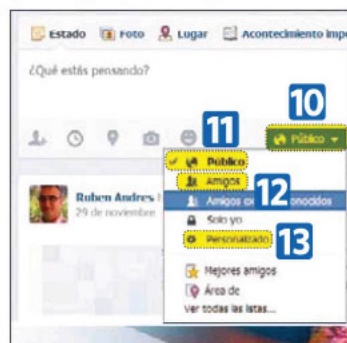 Estado Foto Lugar Acontecimiento impo
¿Qué estás pensando?
10
11
Público
Público
Amigos
12
Amigos
Solo yo
Personalizado
13
Ruben Andres
29 de noviembre
Mejores amigos
Área de
Ver todas las listas...